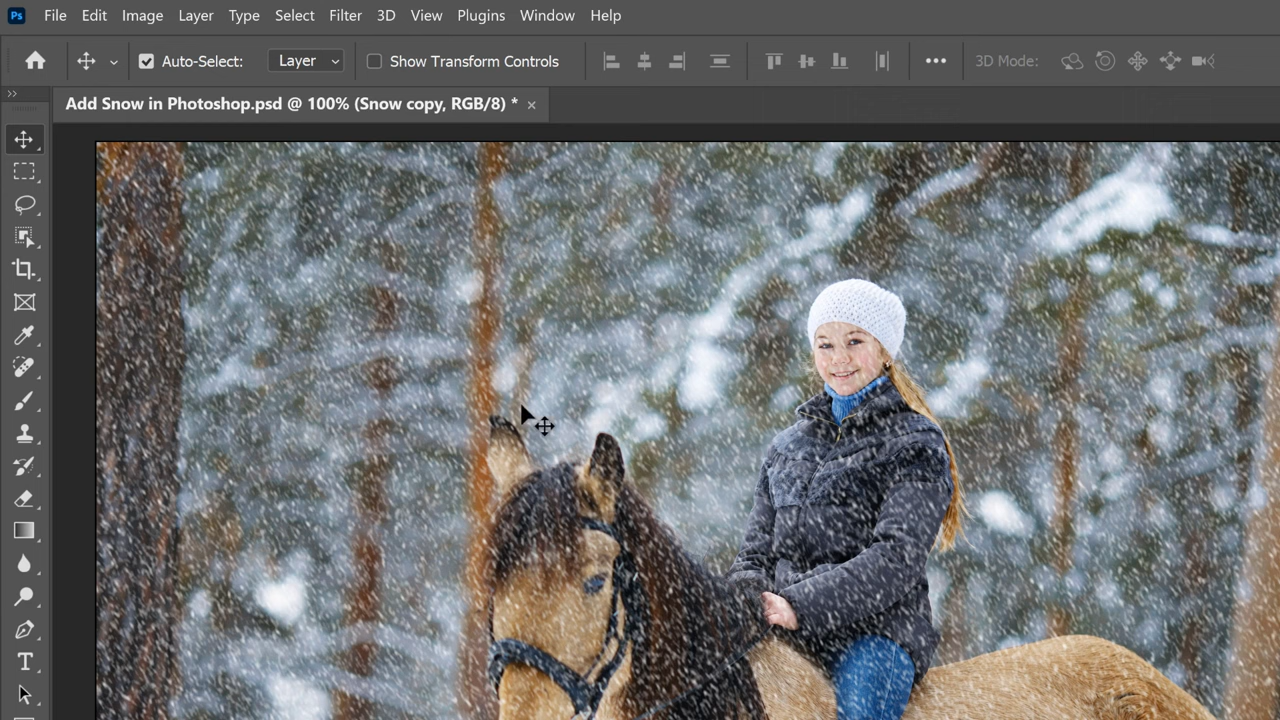 Ps File Edit Image Layer Type Select Filter 3D View Plugins Window Help
Auto-Select: Layer Show Transform Controls 3D Mode:
Add Snow in Photoshop.psd @ 100% (Snow copy, RGB/8) *